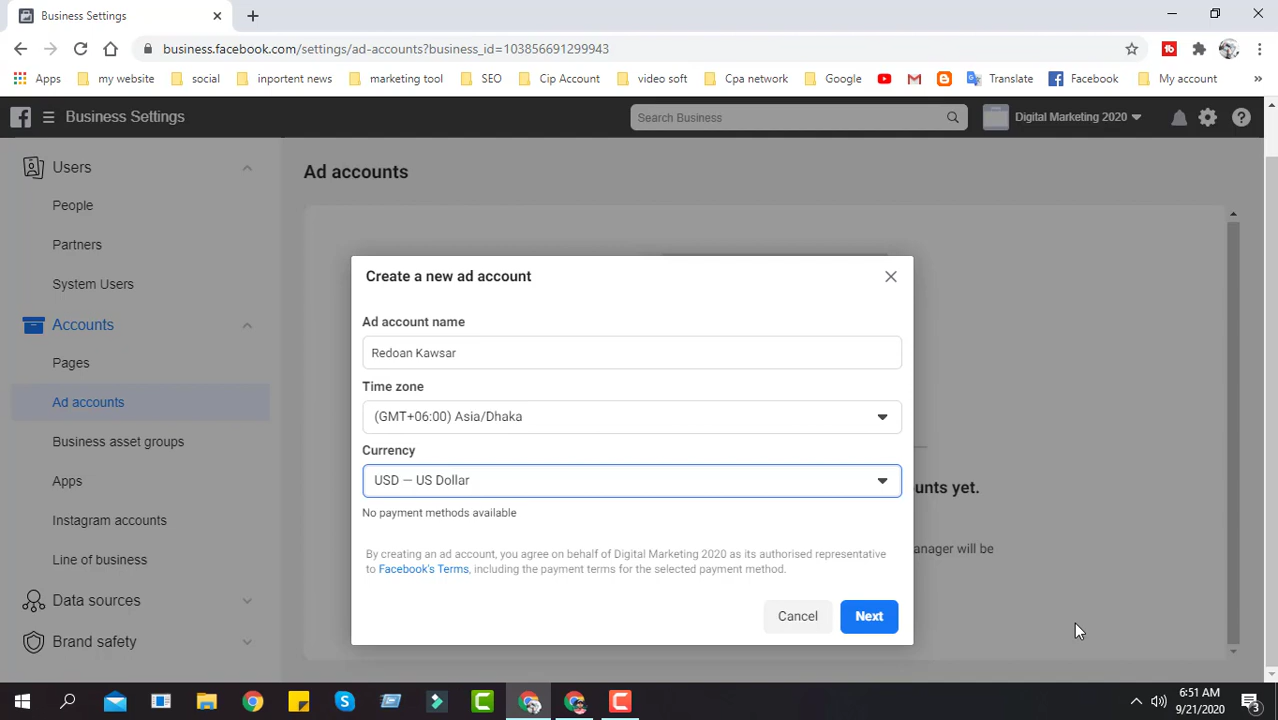 Business Settings
business.facebook.com/settings/ad-accounts?business_id=103856691299943
Apps my website social inportent news marketing tool SEO Cip Account video soft Cpa network Google Translate Facebook My account »
Business Settings
Search Business
Digital Marketing 2020
Users
People
Partners
System Users
Accounts
Pages
Ad accounts
Business asset groups
Apps
Instagram accounts
Line of business
Data sources
Brand safety
Ad accounts
unts yet.
anager will be
Create a new ad account
Ad account name
Redoan Kawsar
Time zone
(GMT+06:00) Asia/Dhaka
Currency
USD — US Dollar
No payment methods available
By creating an ad account, you agree on behalf of Digital Marketing 2020 as its authorised representative
to Facebook's Terms, including the payment terms for the selected payment method.
Cancel
Next
6:51 AM
9/21/2020
3